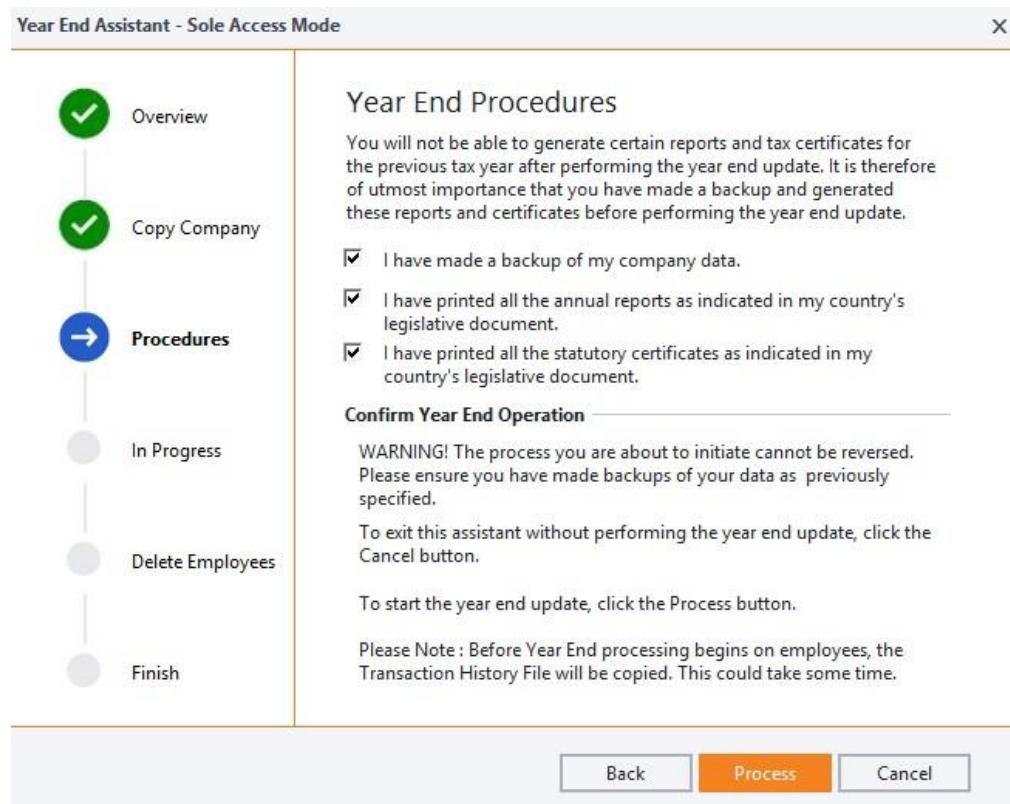 Year End Assistant - Sole Access Mode
Overview
Copy Company
Procedures
In Progress
Delete Employees
Finish
Year End Procedures
You will not be able to generate certain reports and tax certificates for
the previous tax year after performing the year end update. It is therefore
of utmost importance that you have made a backup and generated
these reports and certificates before performing the year end update.
I have made a backup of my company data.
I have printed all the annual reports as indicated in my country's
legislative document.
I have printed all the statutory certificates as indicated in my
country's legislative document.
Confirm Year End Operation
WARNING! The process you are about to initiate cannot be reversed.
Please ensure you have made backups of your data as previously
specified.
To exit this assistant without performing the year end update, click the
Cancel button.
To start the year end update, click the Process button.
Please Note : Before Year End processing begins on employees, the
Transaction History File will be copied. This could take some time.
Back
Process
Cancel